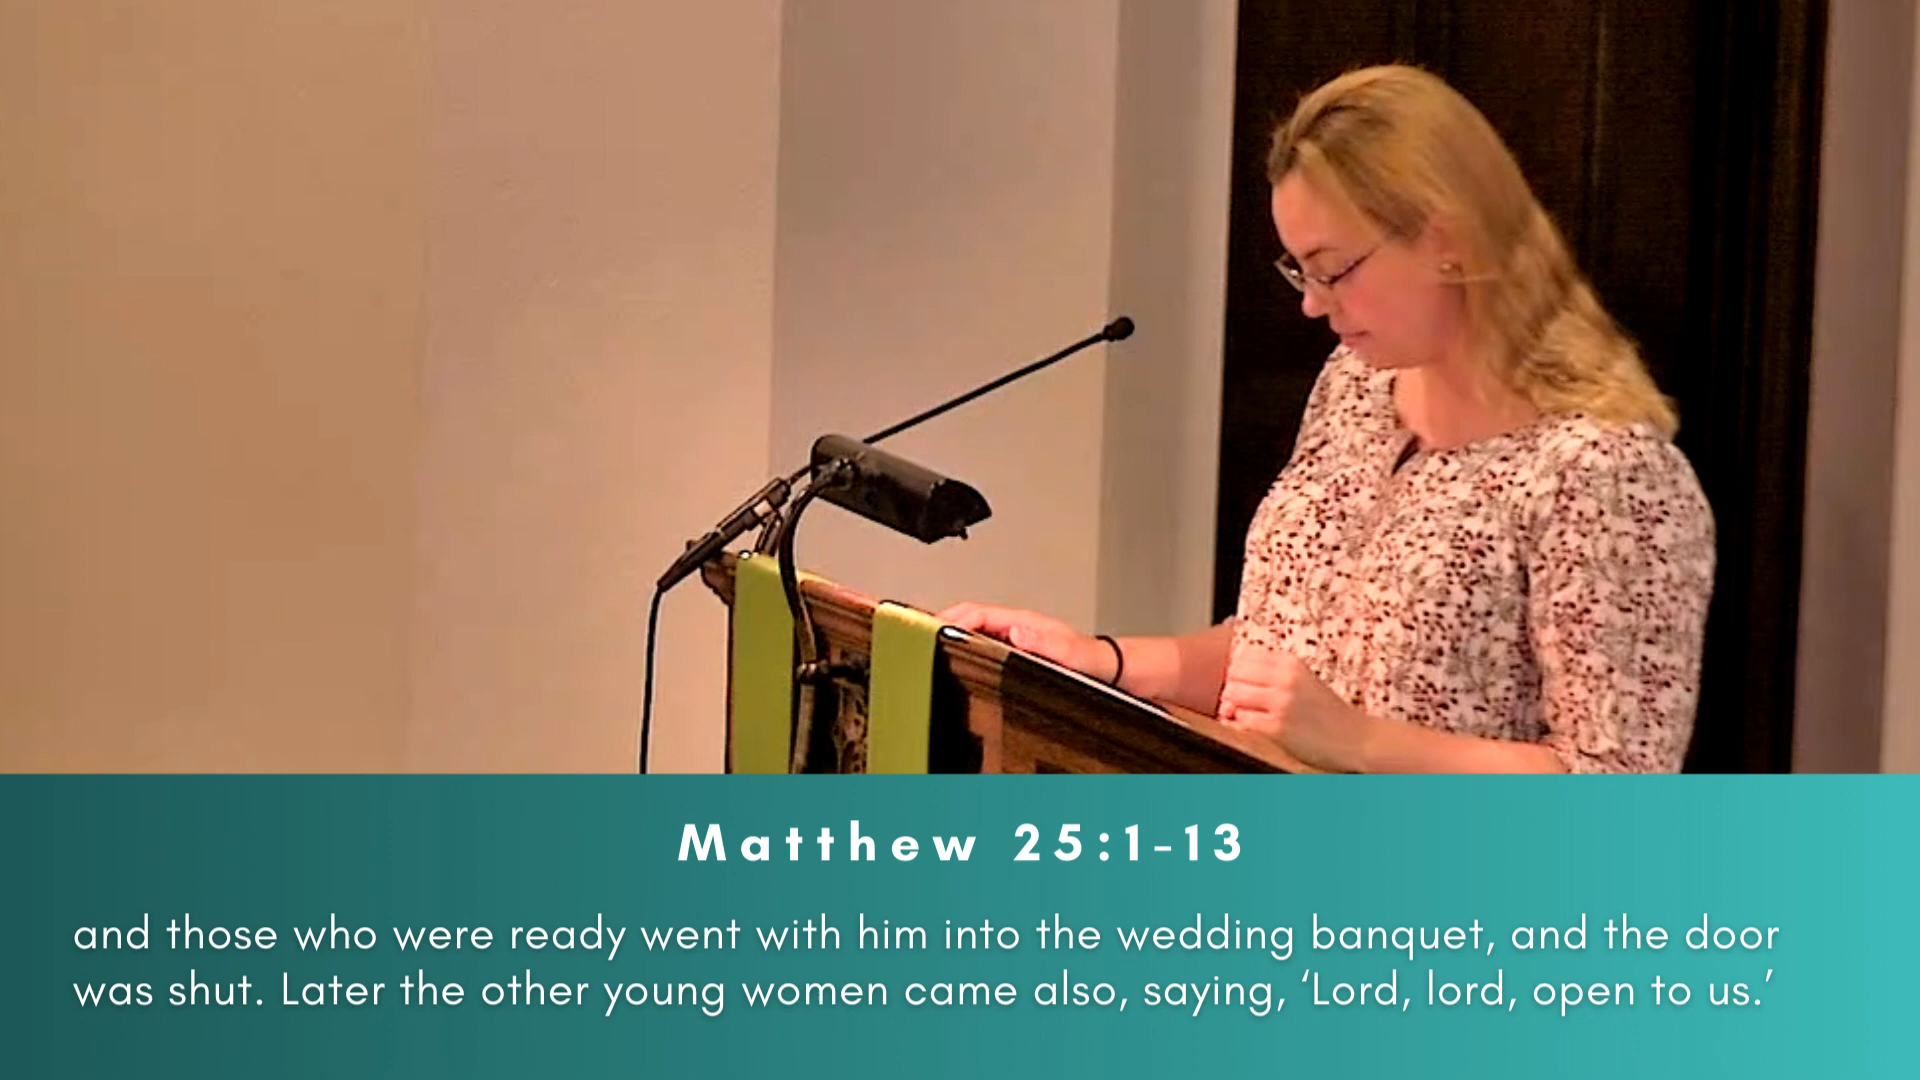 Matthew 25:1-13
and those who were ready went with him into the wedding banquet, and the door
was shut. Later the other young women came also, saying, ‘Lord, lord, open to us.’